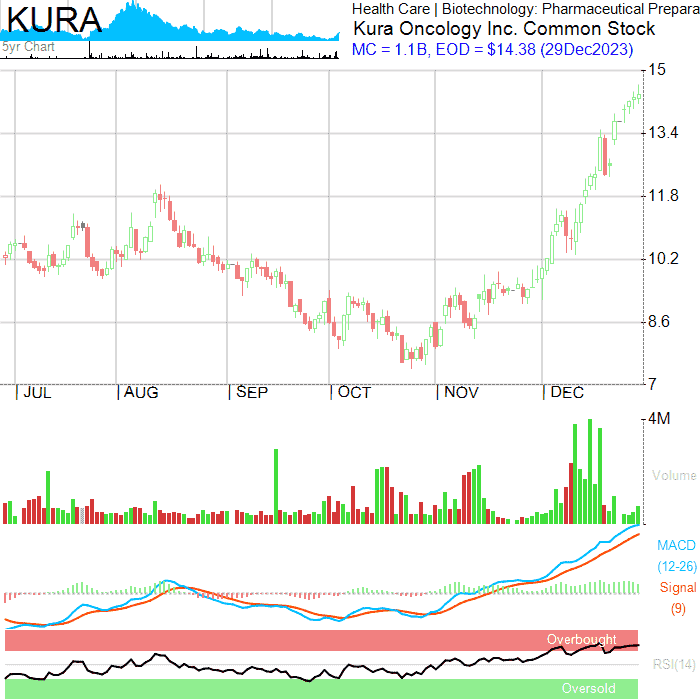 KURA
5yr Chart
Health Care | Biotechnology: Pharmaceutical Prepara
Kura Oncology Inc. Common Stock
MC = 1.1B, EOD = $14.38 (29Dec2023)
15
13.4
11.8
10.2
8.6
7
| JUL | AUG | SEP | OCT | NOV | DEC
4M
Volume
MACD
(12-26)
Signal
(9)
Overbought
RSI(14)
Oversold